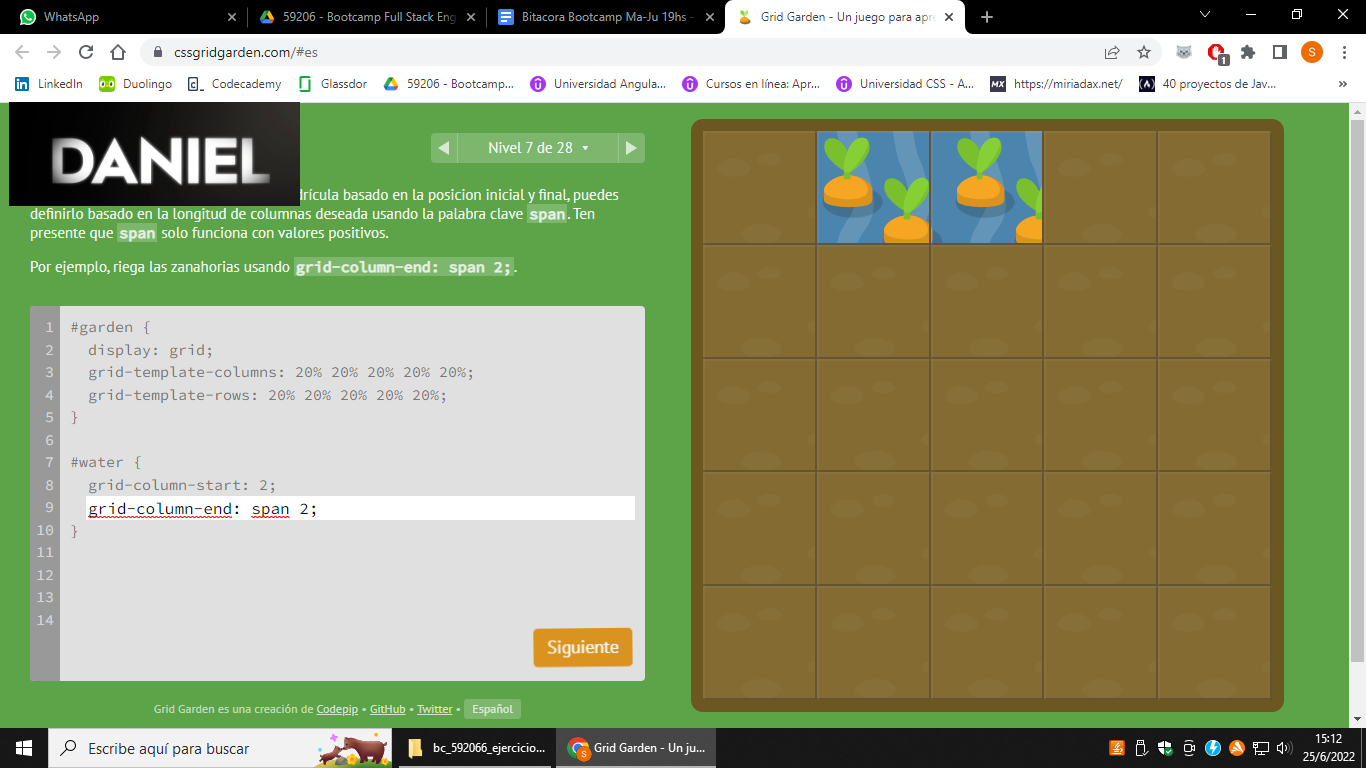 WhatsApp
59206 - Bootcamp Full Stack Eng
Bitacora Bootcamp Ma-Ju 19hs -
Grid Garden - Un juego para apre
cssgridgarden.com/#es
S
1
LinkedIn
Duolingo
Codecademy
Glassdor
59206 - Bootcamp...
Universidad Angula...
Cursos en línea: Apr...
Universidad CSS - A...
MX https://miriadax.net/
40 proyectos de Jav...
DANIEL
Nivel 7 de 28
drícula basado en la posicion inicial y final, puedes
definirlo basado en la longitud de columnas deseada usando la palabra clave span. Ten
presente que span solo funciona con valores positivos.
Por ejemplo, riega las zanahorias usando grid-column-end: span 2;.
1 #garden {
2 display: grid;
3 grid-template-columns: 20% 20% 20% 20% 20%;
4 grid-template-rows: 20% 20% 20% 20% 20%;
5 }
6
7 #water {
8 grid-column-start: 2;
9 grid-column-end: span 2;
10 }
11
12
13
14
Siguiente
Grid Garden es una creación de Codepip • GitHub • Twitter • Español
Escribe aquí para buscar
bc_592066_ejercicio...
Grid Garden - Un ju...
15:12
25/6/2022